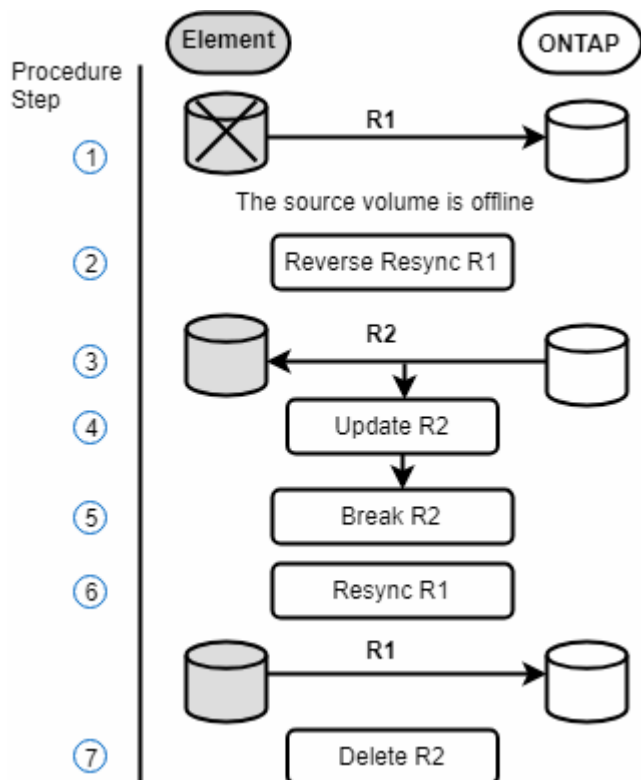 Element
ONTAP
Procedure
Step
R1
1
The source volume is offline
2
Reverse Resync R1
R2
3
4
Update R2
5
Break R2
6
Resync R1
R1
7
Delete R2